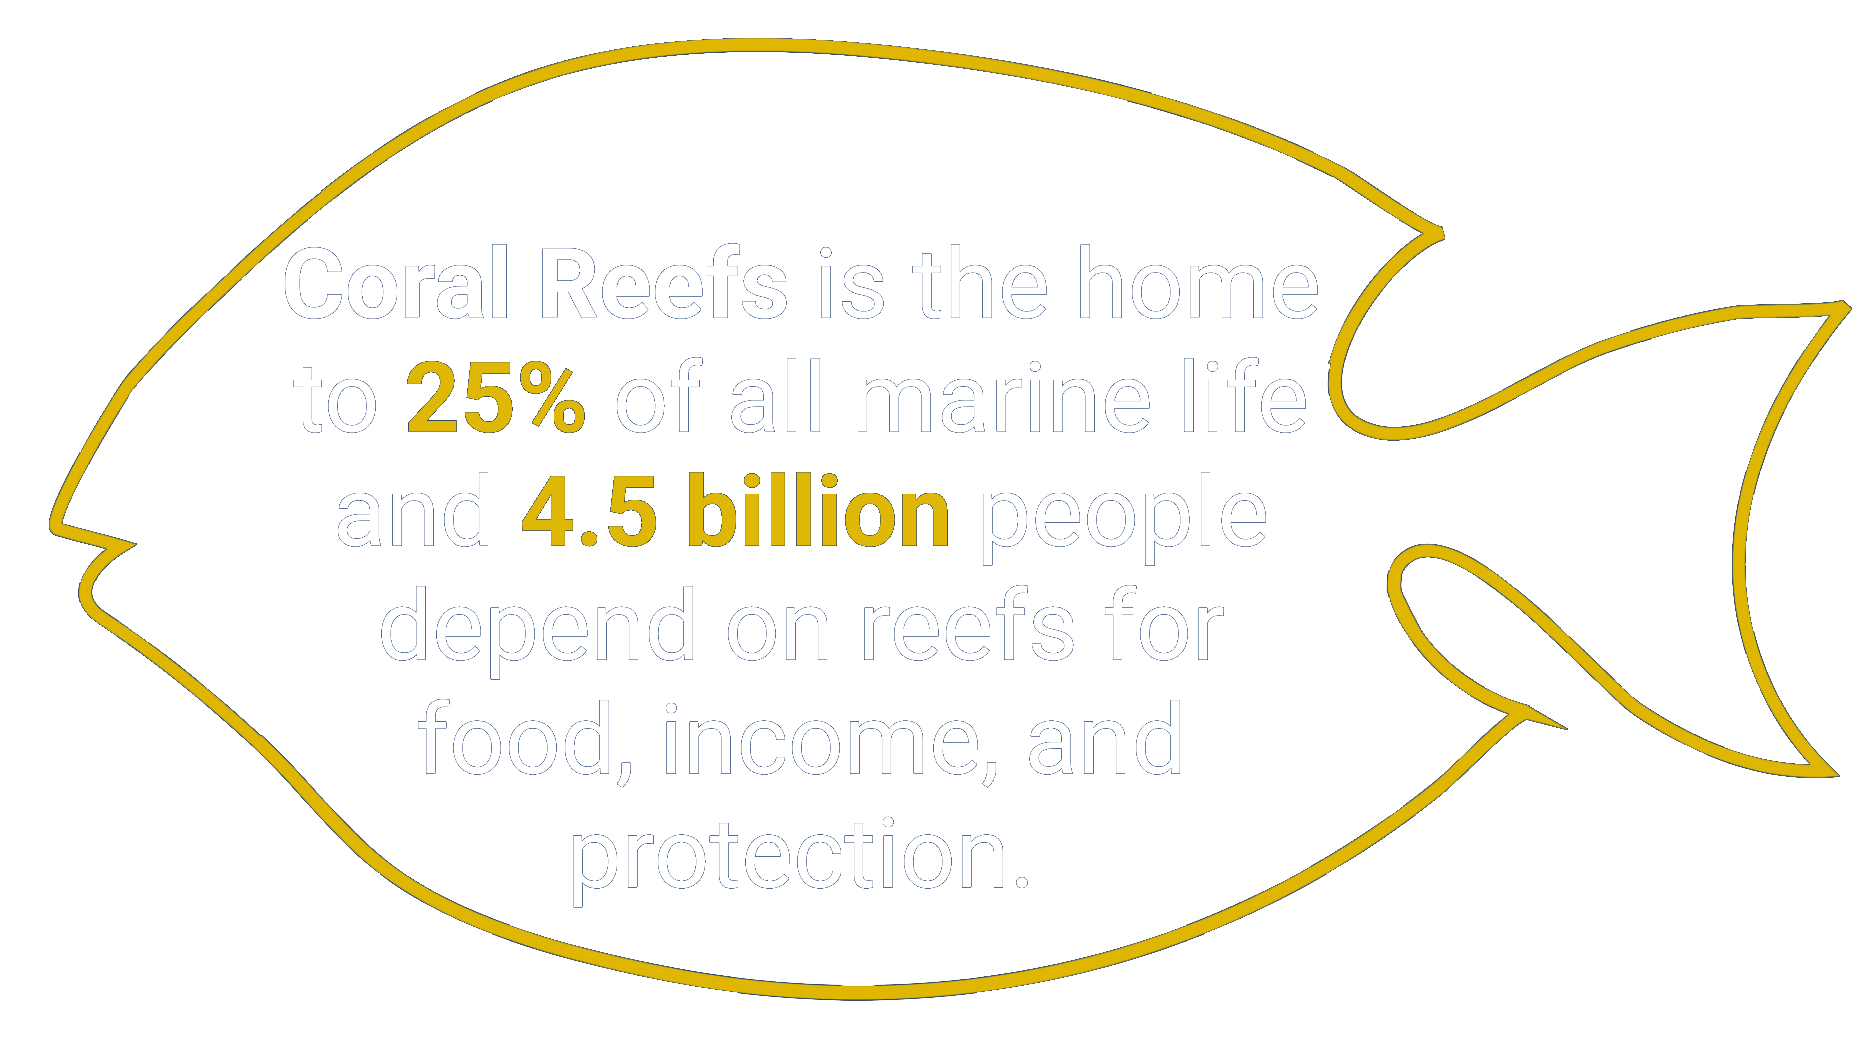 Coral Reefs is the home
to 25% of all marine life
and 4.5 billion people
depend on reefs for
food, income, and
protection.